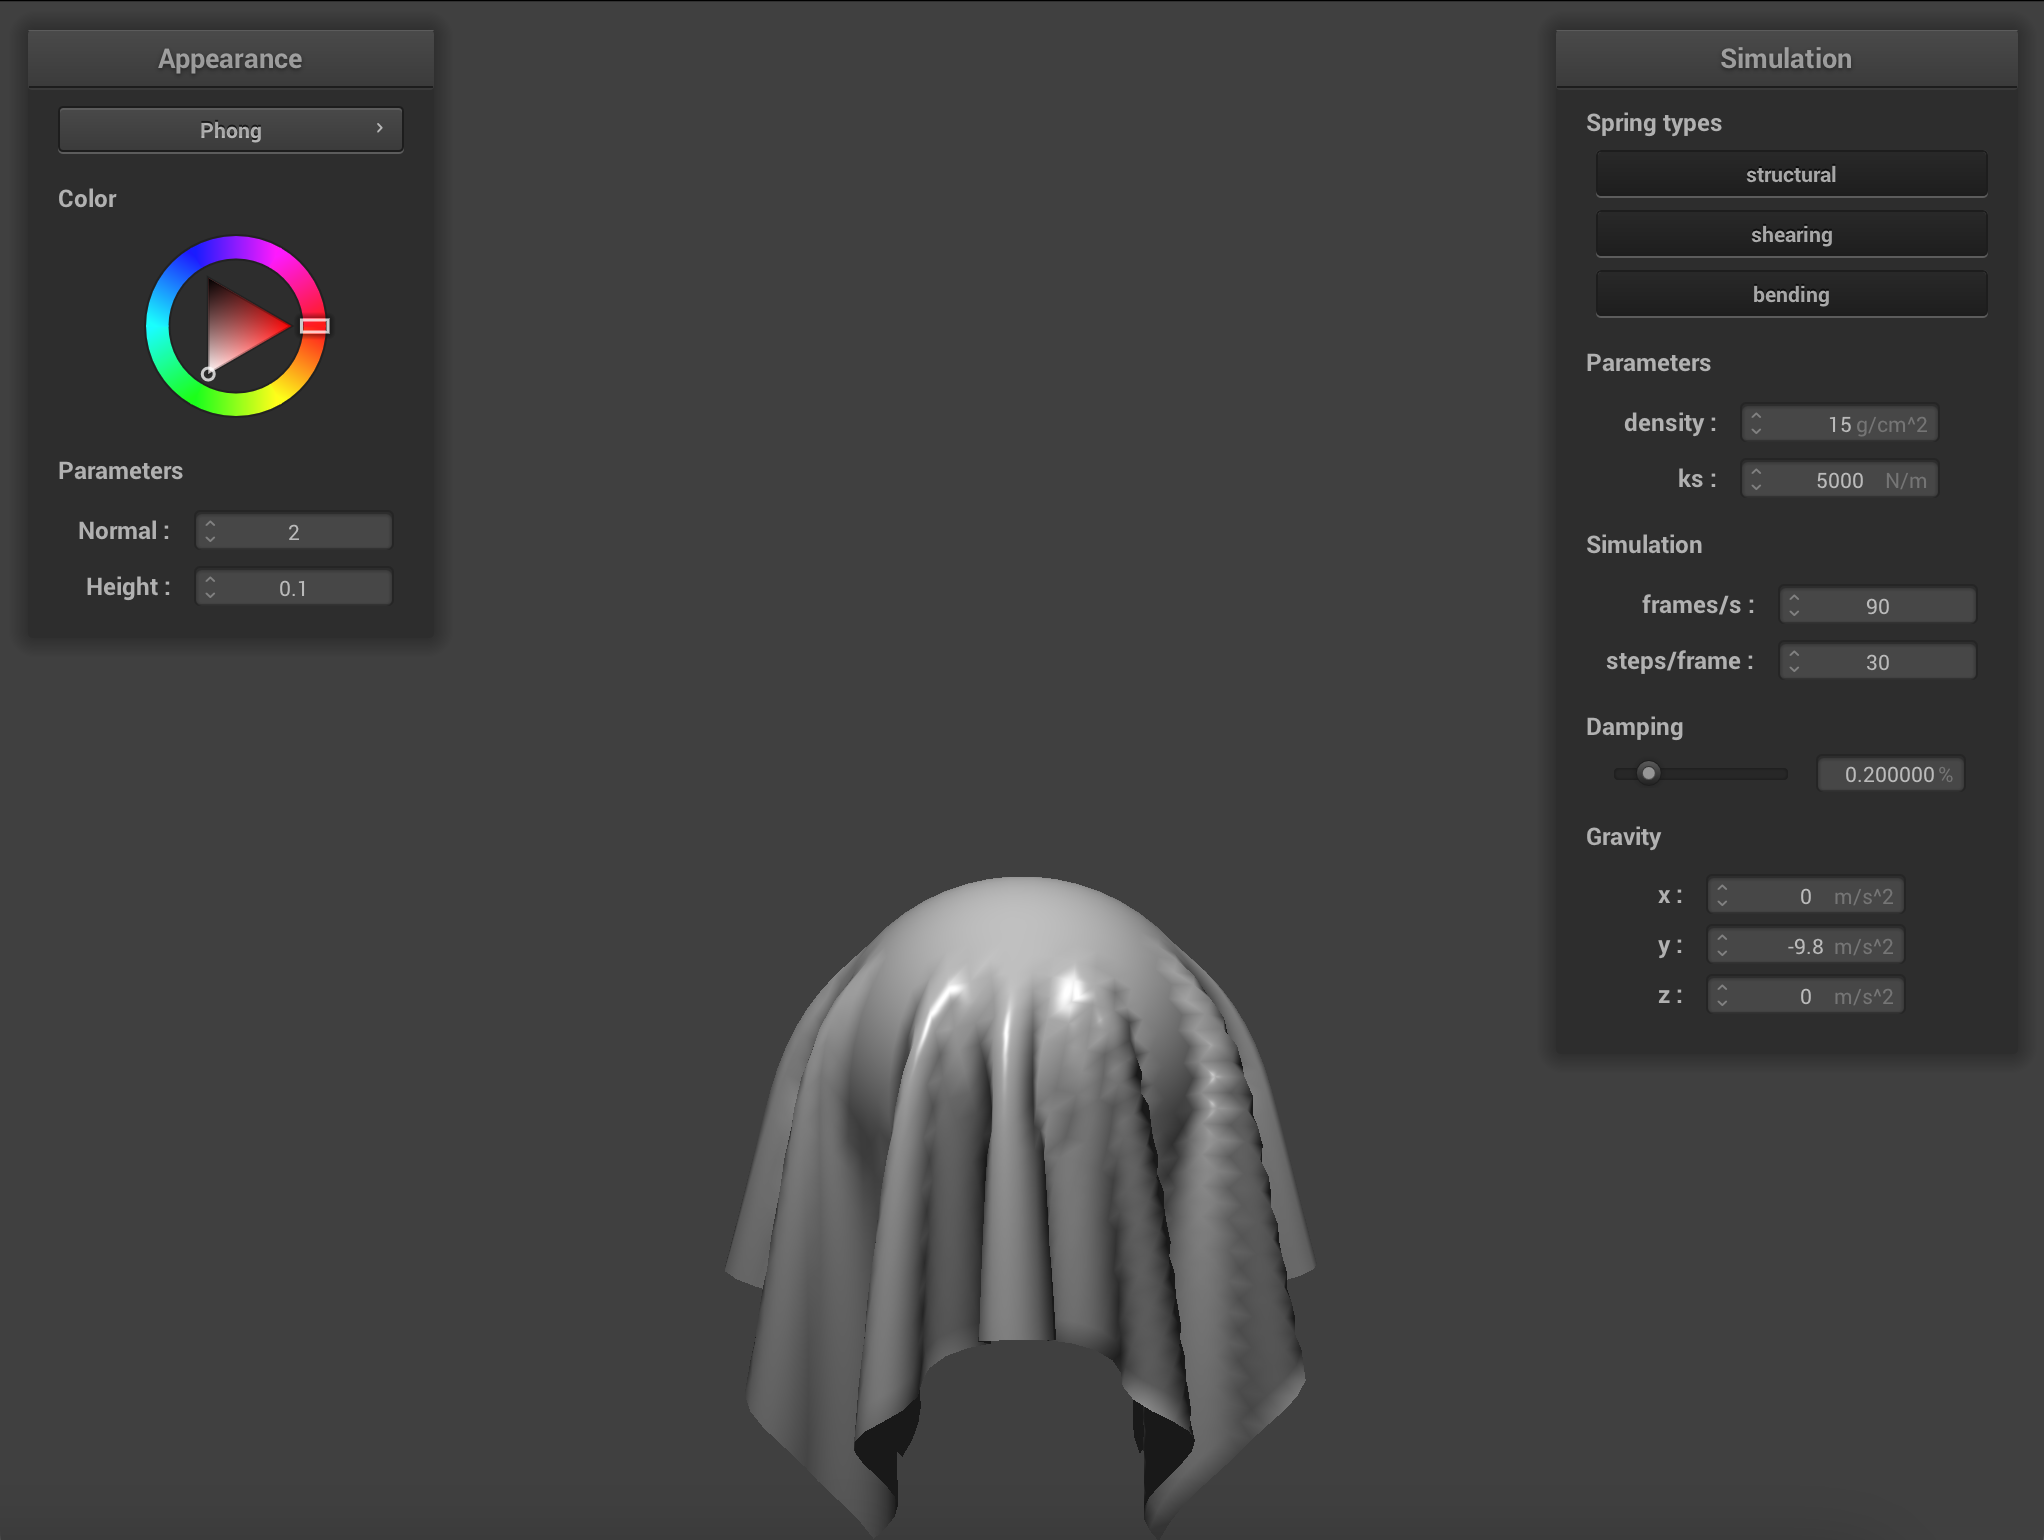 Appearance
Phong
Color
Parameters
Normal : 2
Height : 0.1
Simulation
Spring types
structural
shearing
bending
Parameters
density : 15 g/cm^2
ks : 5000 N/m
Simulation
frames/s : 90
steps/frame : 30
Damping
0.200000 %
Gravity
x : 0 m/s^2
y : -9.8 m/s^2
z : 0 m/s^2